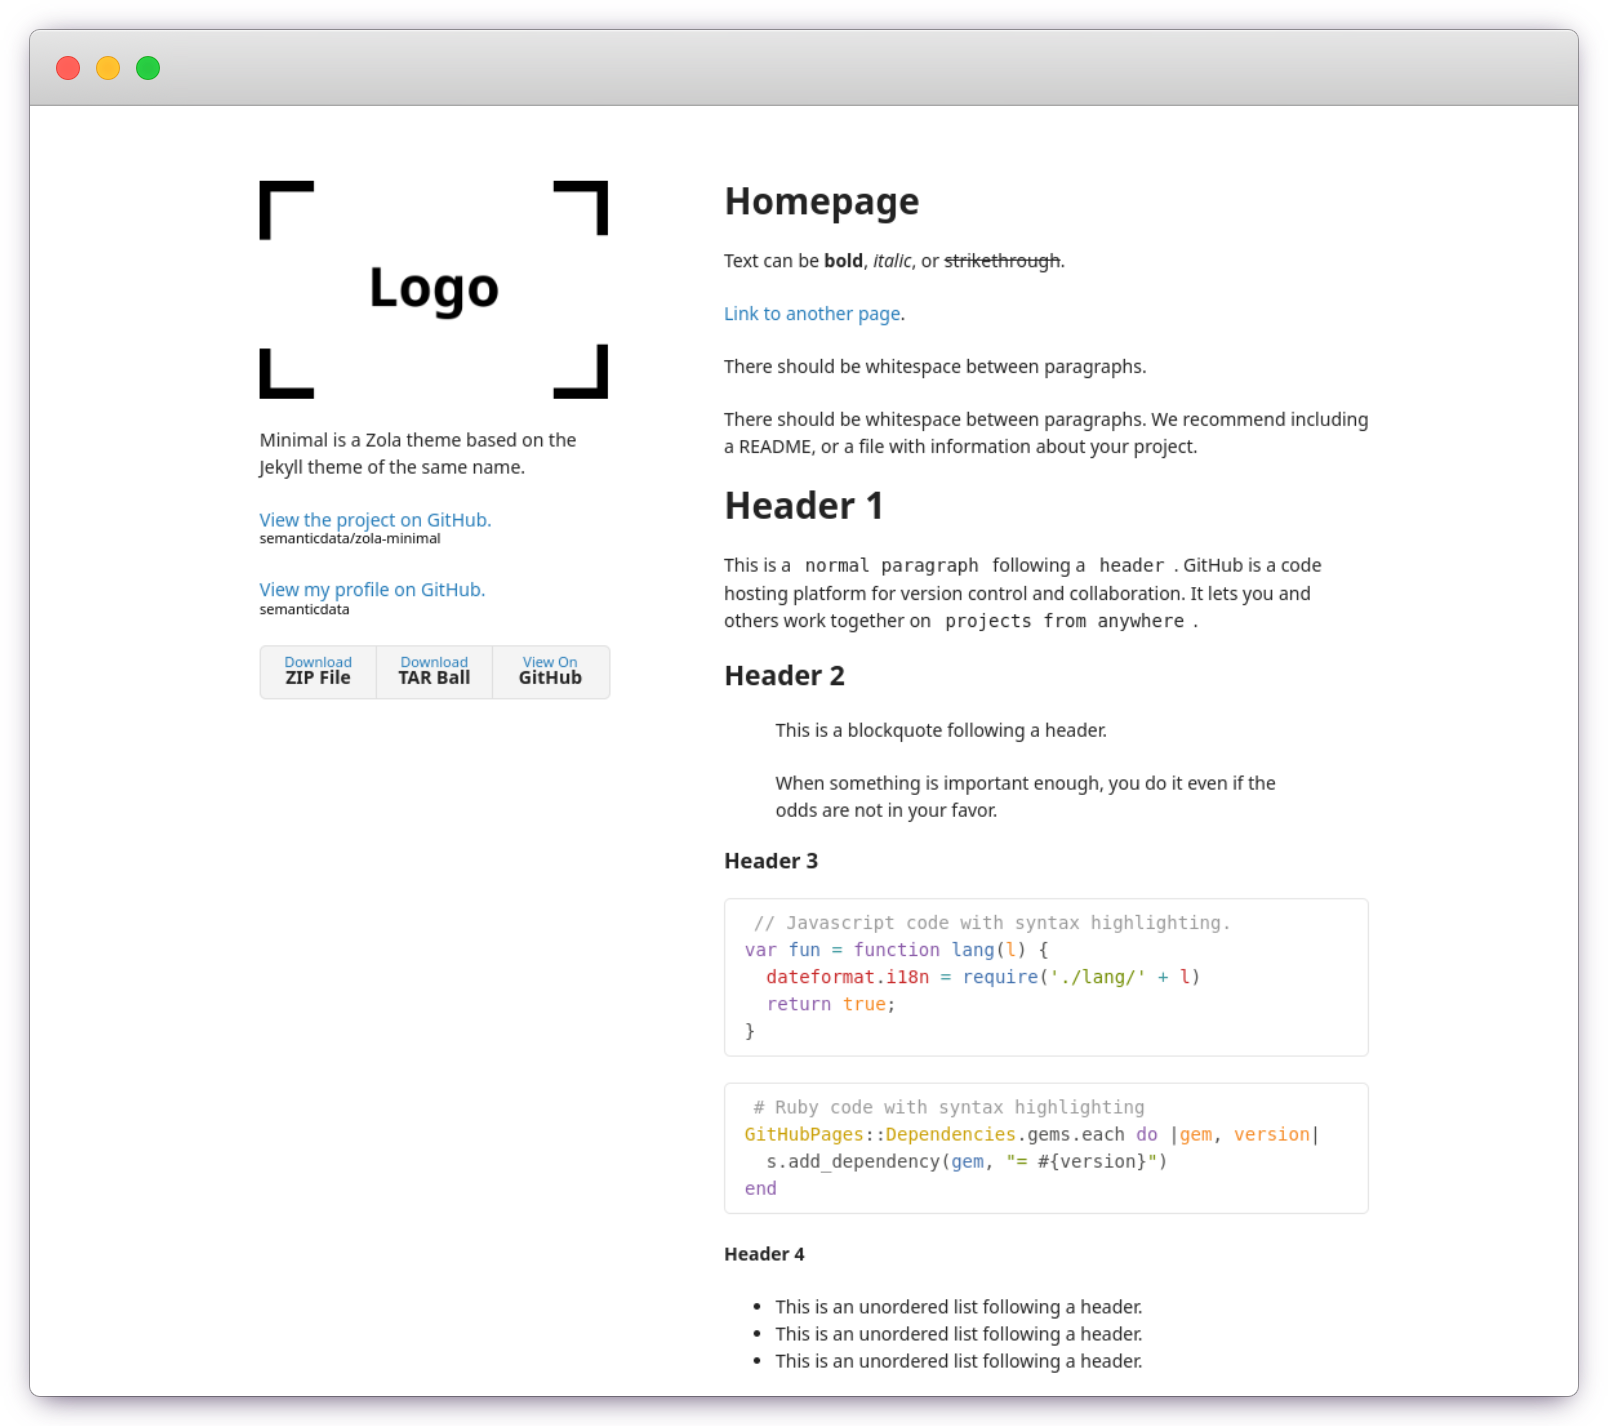 Logo
Minimal is a Zola theme based on the
Jekyll theme of the same name.
View the project on GitHub.
semanticdata/zola-minimal
View my profile on GitHub.
semanticdata
Download
ZIP File
Download
TAR Ball
View On
GitHub
Homepage
Text can be bold, italic, or strikethrough.
Link to another page.
There should be whitespace between paragraphs.
There should be whitespace between paragraphs. We recommend including
a README, or a file with information about your project.
Header 1
This is a normal paragraph following a header . GitHub is a code
hosting platform for version control and collaboration. It lets you and
others work together on projects from anywhere .
Header 2
This is a blockquote following a header.
When something is important enough, you do it even if the
odds are not in your favor.
Header 3
// Javascript code with syntax highlighting.
var fun = function lang(l) {
  dateformat.i18n = require('./lang/' + l)
  return true;
}
# Ruby code with syntax highlighting
GitHubPages::Dependencies.gems.each do |gem, version|
  s.add_dependency(gem, "= #{version}")
end
Header 4
• This is an unordered list following a header.
• This is an unordered list following a header.
• This is an unordered list following a header.